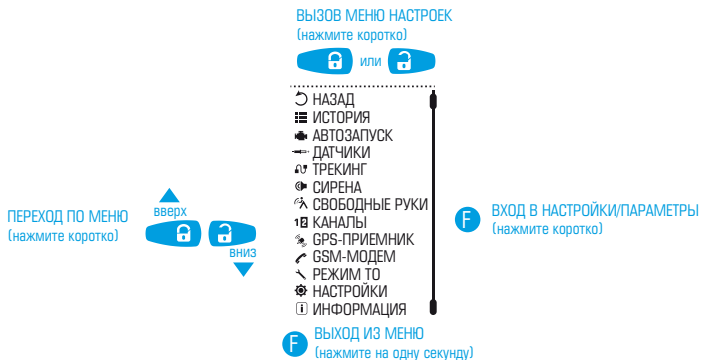 ВЫЗОВ МЕНЮ НАСТРОЕК
(нажмите коротко)
или
НАЗАД
ИСТОРИЯ
АВТОЗАПУСК
ДАТЧИКИ
ТРЕКИНГ
СИРЕНА
СВОБОДНЫЕ РУКИ
12 КАНАЛЫ
GPS-ПРИЕМНИК
GSM-МОДЕМ
РЕЖИМ ТО
НАСТРОЙКИ
i ИНФОРМАЦИЯ
ПЕРЕХОД ПО МЕНЮ
(нажмите коротко)
вверх
вниз
F ВХОД В НАСТРОЙКИ/ПАРАМЕТРЫ
(нажмите коротко)
F ВЫХОД ИЗ МЕНЮ
(нажмите на одну секунду)